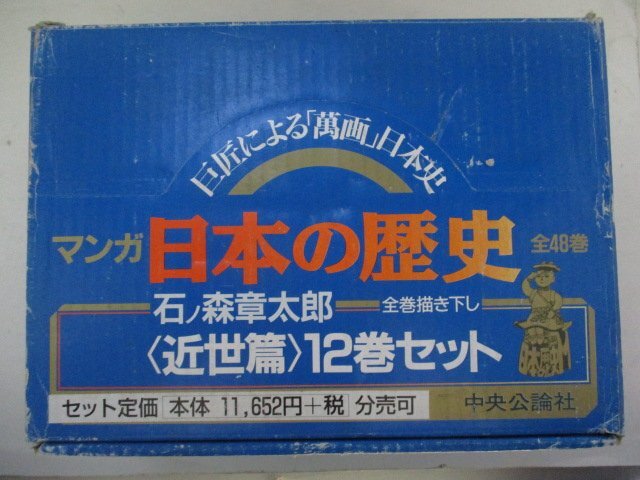 巨匠による「萬画」日本史
マンガ 日本の歴史 全48巻
石ノ森章太郎 全巻描き下し
〈近世篇〉12巻セット
セット定価 本体 11,652円+税 分売可
中央公論社